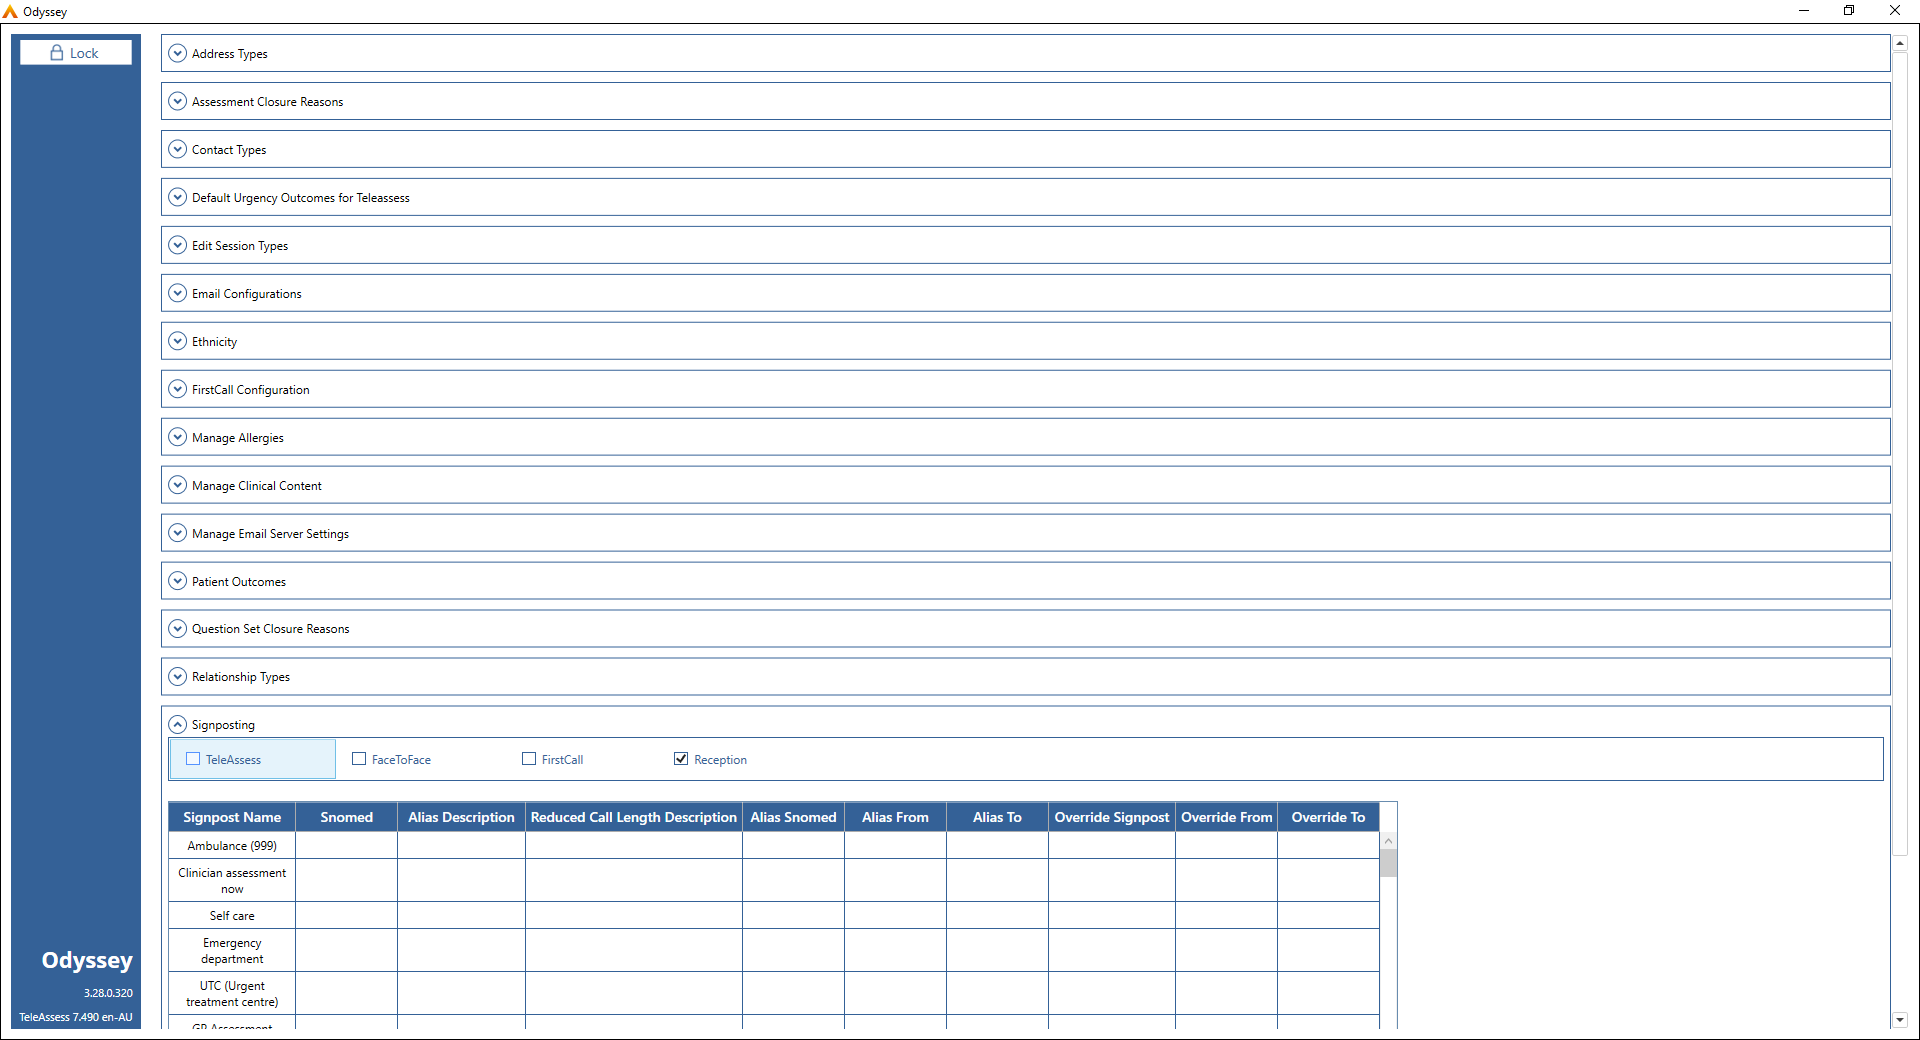 Odyssey
Lock
Address Types
Assessment Closure Reasons
Contact Types
Default Urgency Outcomes for Teleassess
Edit Session Types
Email Configurations
Ethnicity
FirstCall Configuration
Manage Allergies
Manage Clinical Content
Manage Email Server Settings
Patient Outcomes
Question Set Closure Reasons
Relationship Types
Signposting
TeleAssess FaceToFace FirstCall Reception
Signpost Name Snomed Alias Description Reduced Call Length Description Alias Snomed Alias From Alias To Override Signpost Override From Override To
Ambulance (999)
Clinician assessment
now
Self care
Emergency
department
UTC (Urgent
treatment centre)
GP Assessment
Odyssey
3.28.0.320
TeleAssess 7.490 en-AU